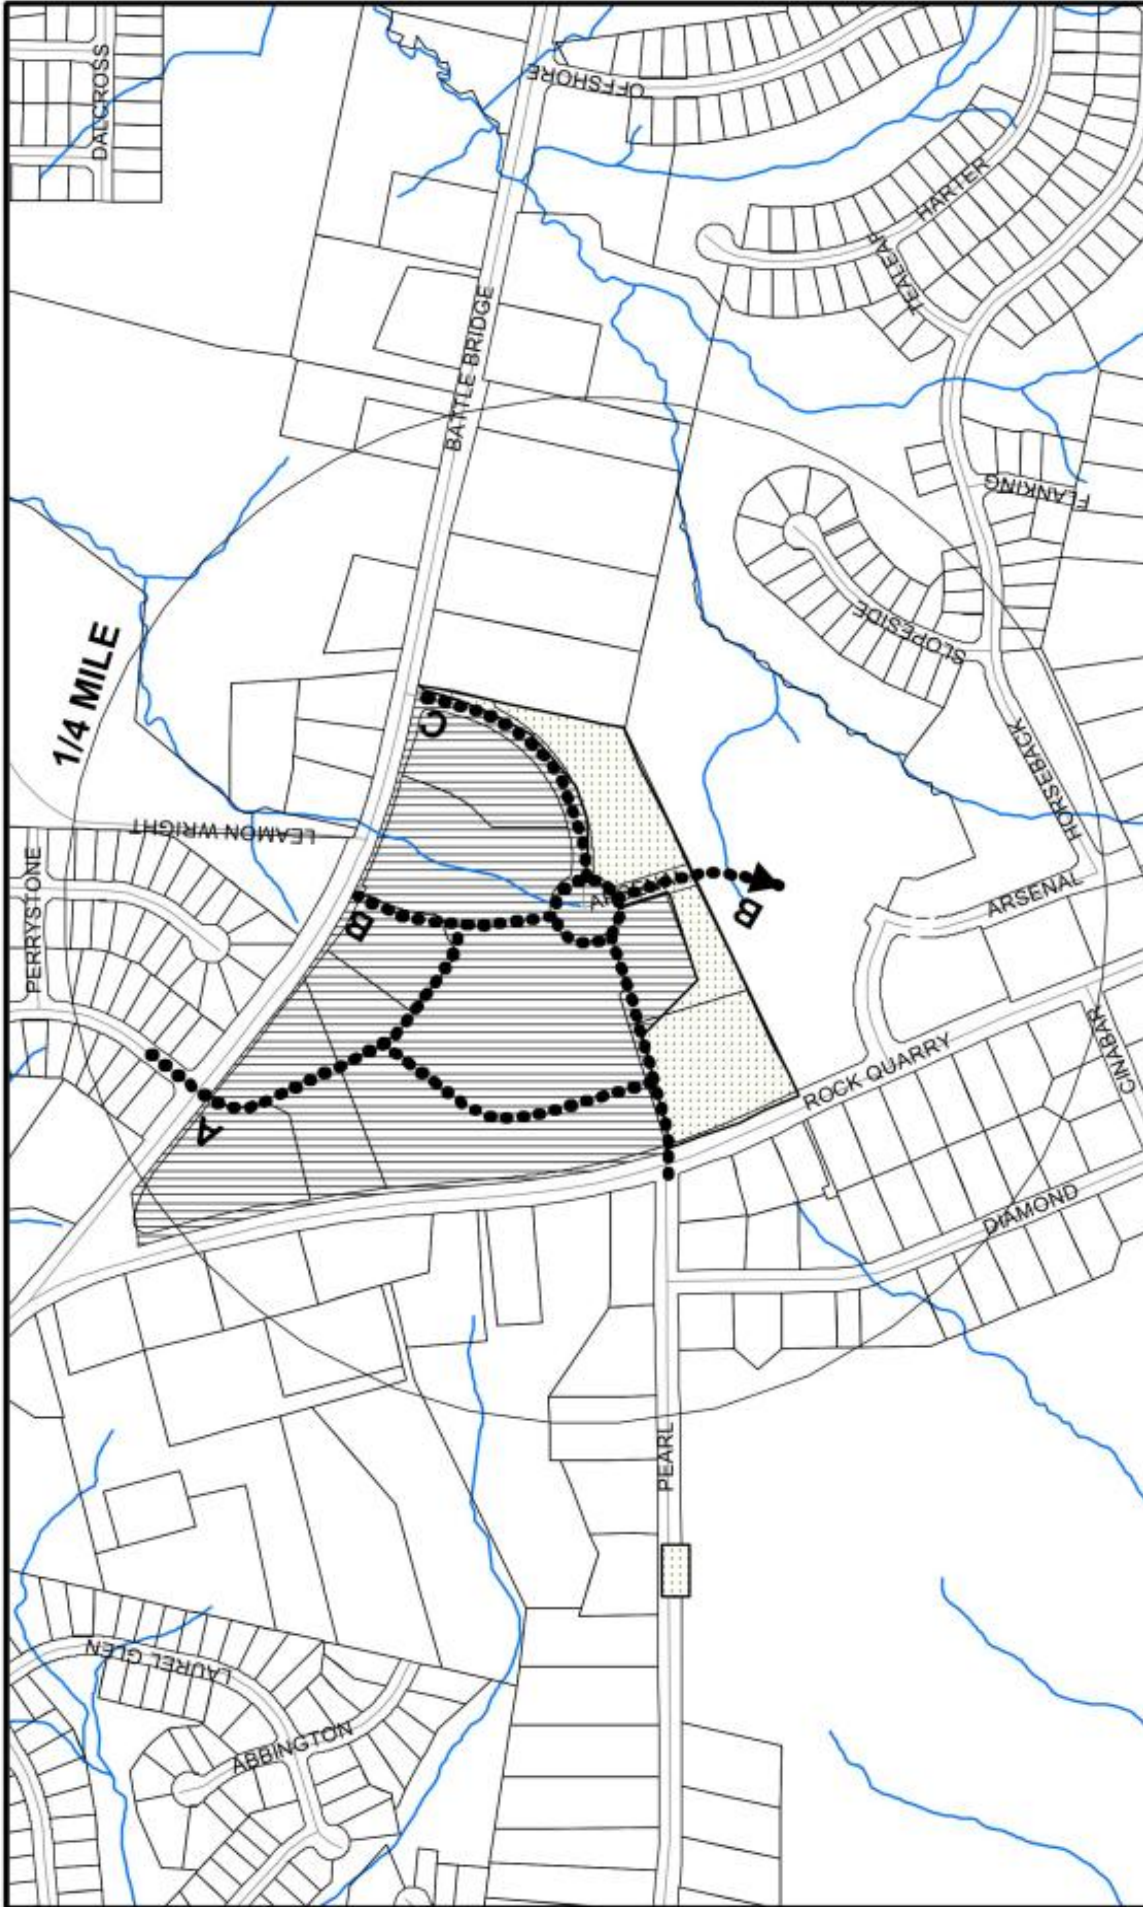 DALCROSS
OFFSHORE
HARTER
TEALEAF
BATTLE BRIDGE
FLANKING
SLOPESIDE
1/4 MILE
C
HORSEBACK
LEAMON WRIGHT
PERRYSTONE
B
B
ARSENAL
A
ROCK QUARRY
CINABAR
DIAMOND
PEARL
LAUREL GLEN
ABBINGTON